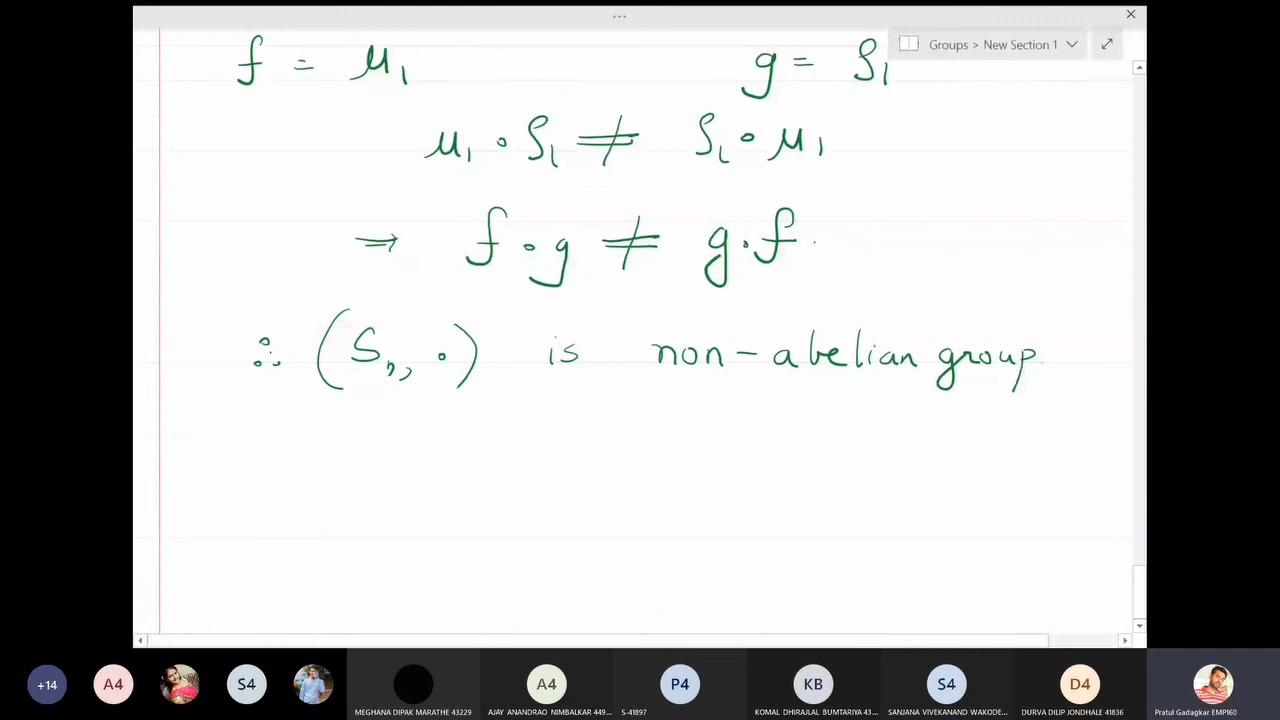 Groups > New Section 1
f = μ₁ g = ρ₁
μ₁ ∘ ρ₁ ≠ ρ₁ ∘ μ₁
⇒ f ∘ g ≠ g ∘ f
∴ (Sₙ, ∘) is non-abelian group
+14 A4 S4 A4 P4 KB S4 D4
MEGHANA DIPAK MARATHE 43229 AJAY ANANDRAO NIMBALKAR 449... S-41897 KOMAL DHIRAJLAL BUMTARIYA 43... SANJANA VIVEKANAND WAKODE... DURVA DILIP JONDHALE 41836 Pratul Gadagkar EMP160